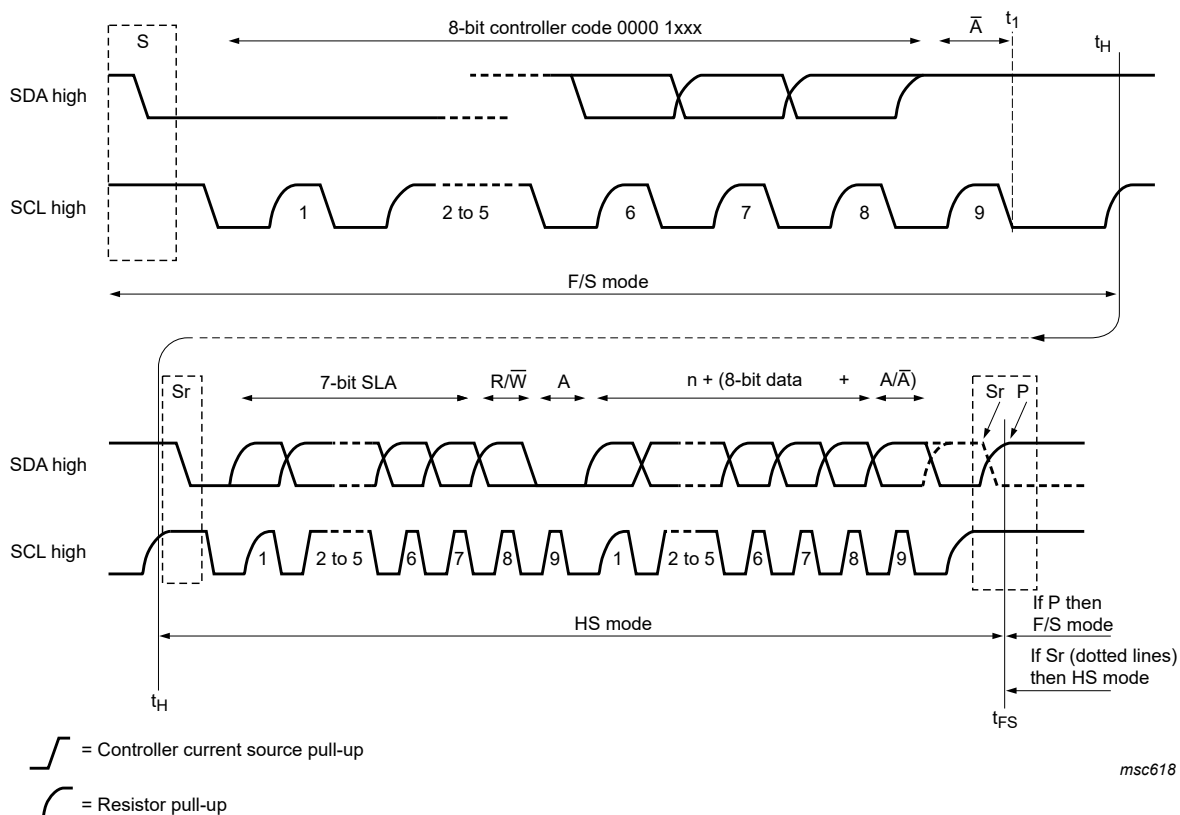 S
8-bit controller code 0000 1xxx
A̅
t1
tH
SDA high
SCL high
1
2 to 5
6
7
8
9
F/S mode
Sr
7-bit SLA
R/W̅
A
n + (8-bit data + A/A̅)
Sr P
SDA high
SCL high
1
2 to 5
6
7
8
9
1
2 to 5
6
7
8
9
If P then
F/S mode
HS mode
If Sr (dotted lines)
then HS mode
tH
tFS
= Controller current source pull-up
msc618
= Resistor pull-up